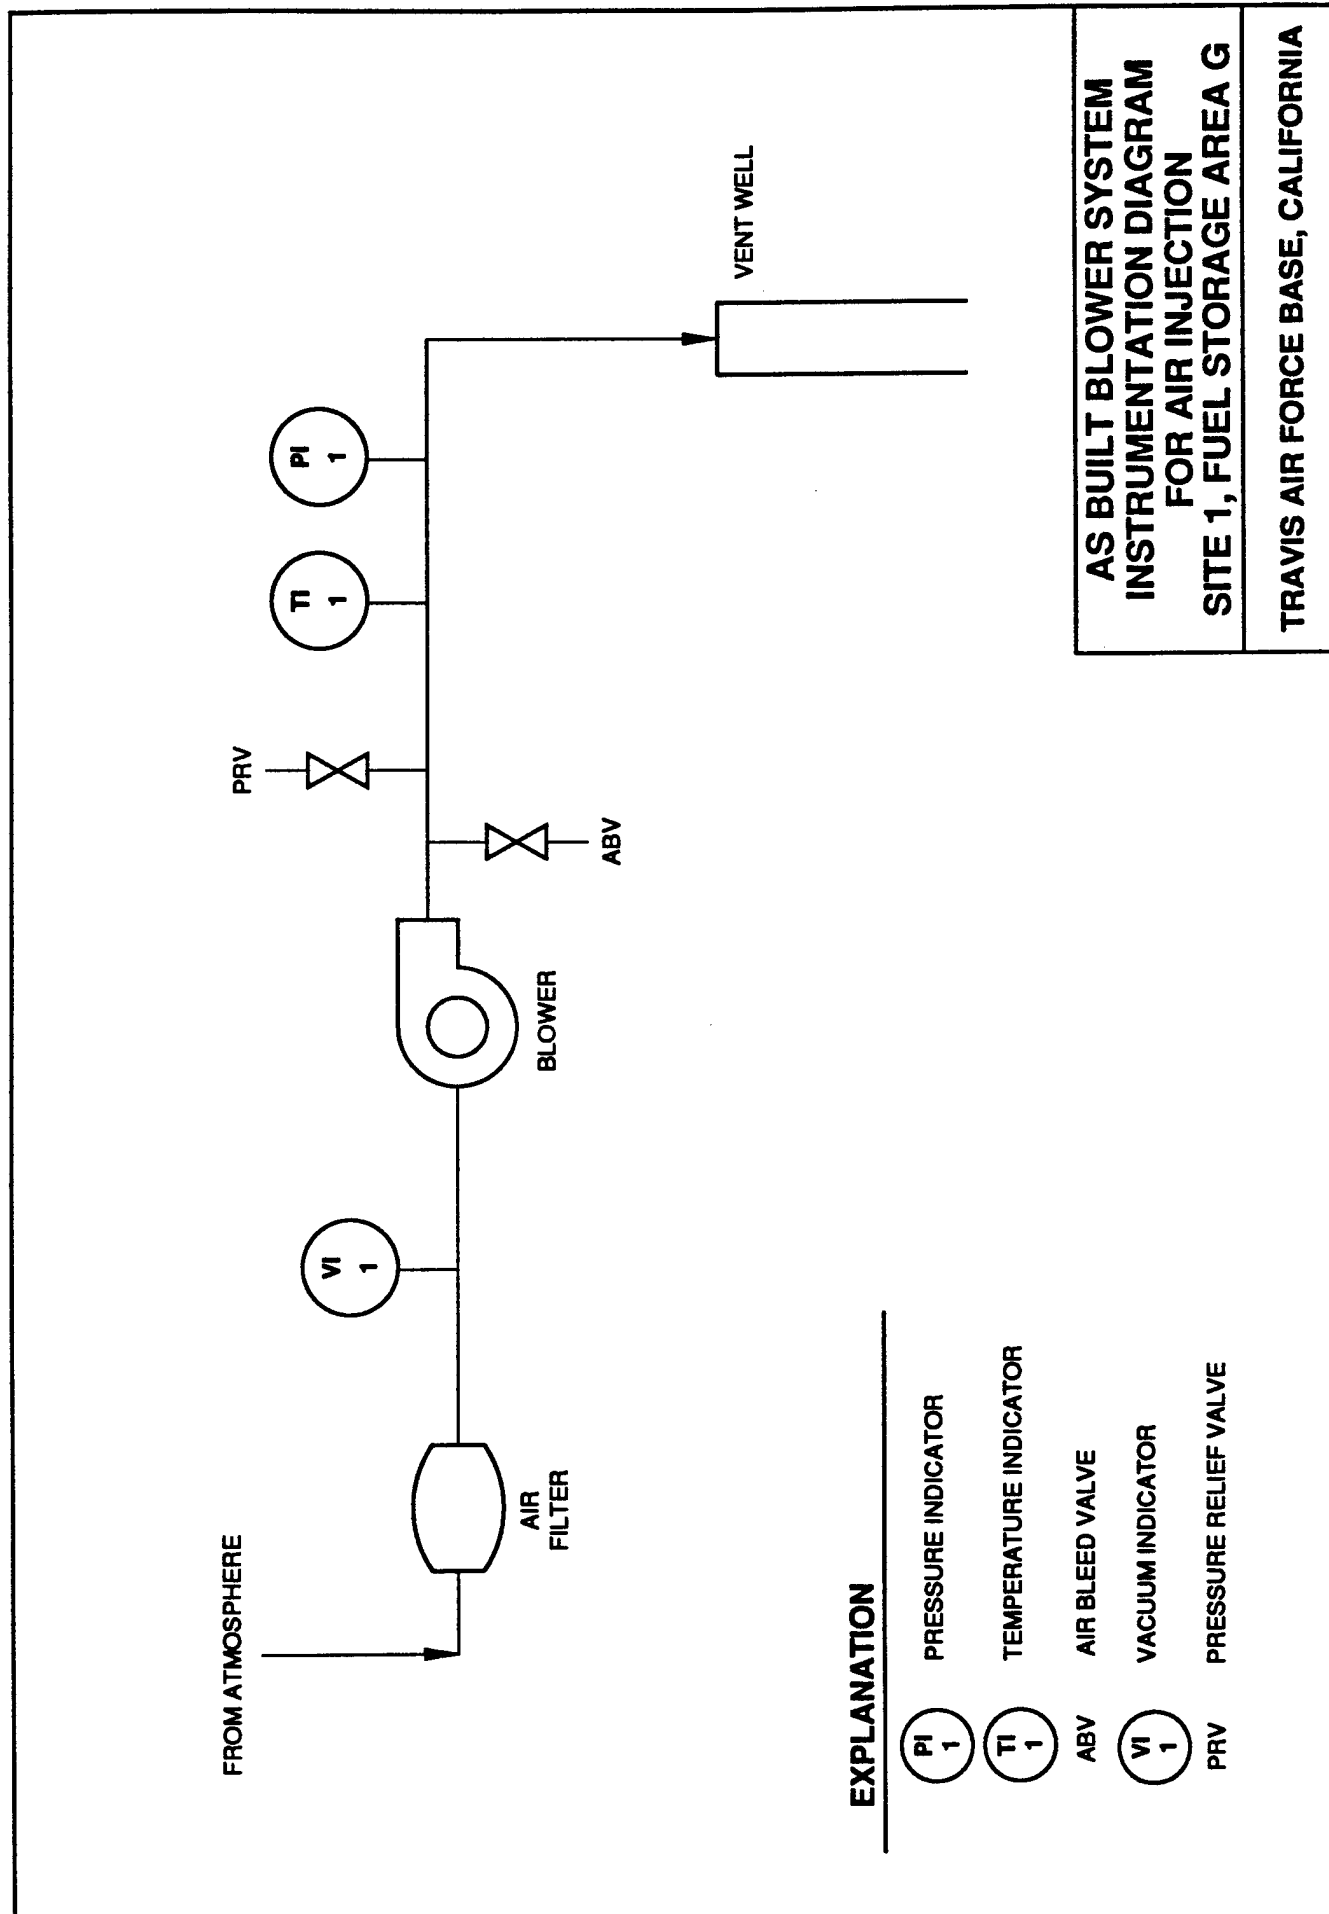 FROM ATMOSPHERE
AIR
FILTER
VI
1
BLOWER
PRV
ABV
TI
1
PI
1
VENT WELL
EXPLANATION
PI
1
PRESSURE INDICATOR
TI
1
TEMPERATURE INDICATOR
ABV
AIR BLEED VALVE
VI
1
VACUUM INDICATOR
PRV
PRESSURE RELIEF VALVE
AS BUILT BLOWER SYSTEM
INSTRUMENTATION DIAGRAM
FOR AIR INJECTION
SITE 1, FUEL STORAGE AREA G
TRAVIS AIR FORCE BASE, CALIFORNIA